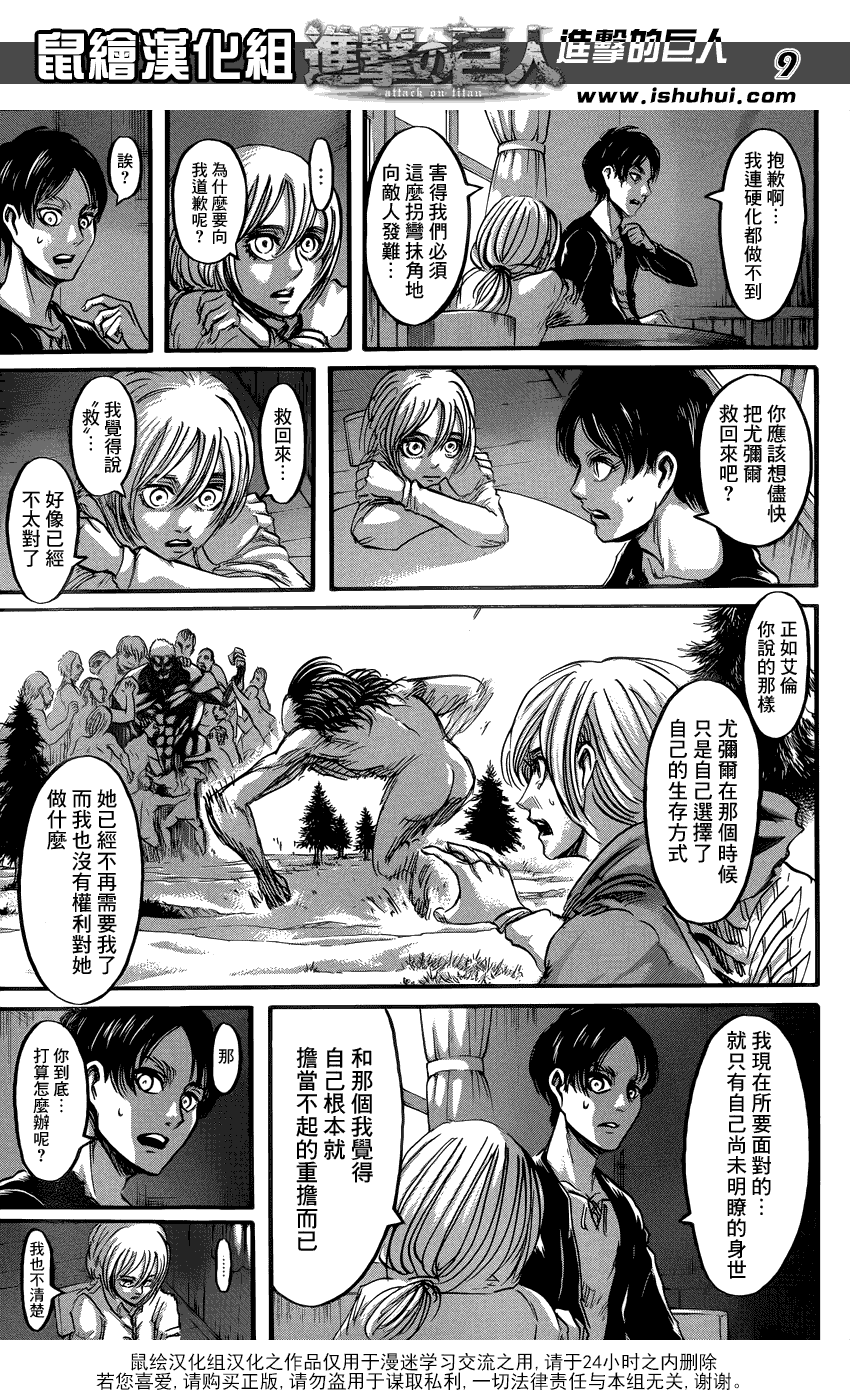 鼠繪漢化組
進撃の巨人
attack on titan
進擊的巨人
9
www.ishuhui.com
抱歉啊…
我連硬化都做不到
害得我們必須
這麼拐彎抹角地
向敵人發難…
…
為什麼要向
我道歉呢?
誒?
你應該想儘快
把尤彌爾
救回來吧?
救回來…
我覺得說
〝救〞…
好像已經
不太對了
正如艾倫
你說的那樣
尤彌爾在那個時候
只是自己選擇了
自己的生存方式
她已經不再需要我了
而我也沒有權利對她
做什麼
我現在所要面對的…
就只有自己尚未明瞭的身世
和那個我覺得
自己根本就
擔當不起的重擔而已
那
你到底…
打算怎麼辦呢?
……
我也不清楚
鼠绘汉化组汉化之作品仅用于漫迷学习交流之用, 请于24小时之内删除
若您喜爱, 请购买正版, 请勿盗用于谋取私利, 一切法律责任与本组无关, 谢谢。